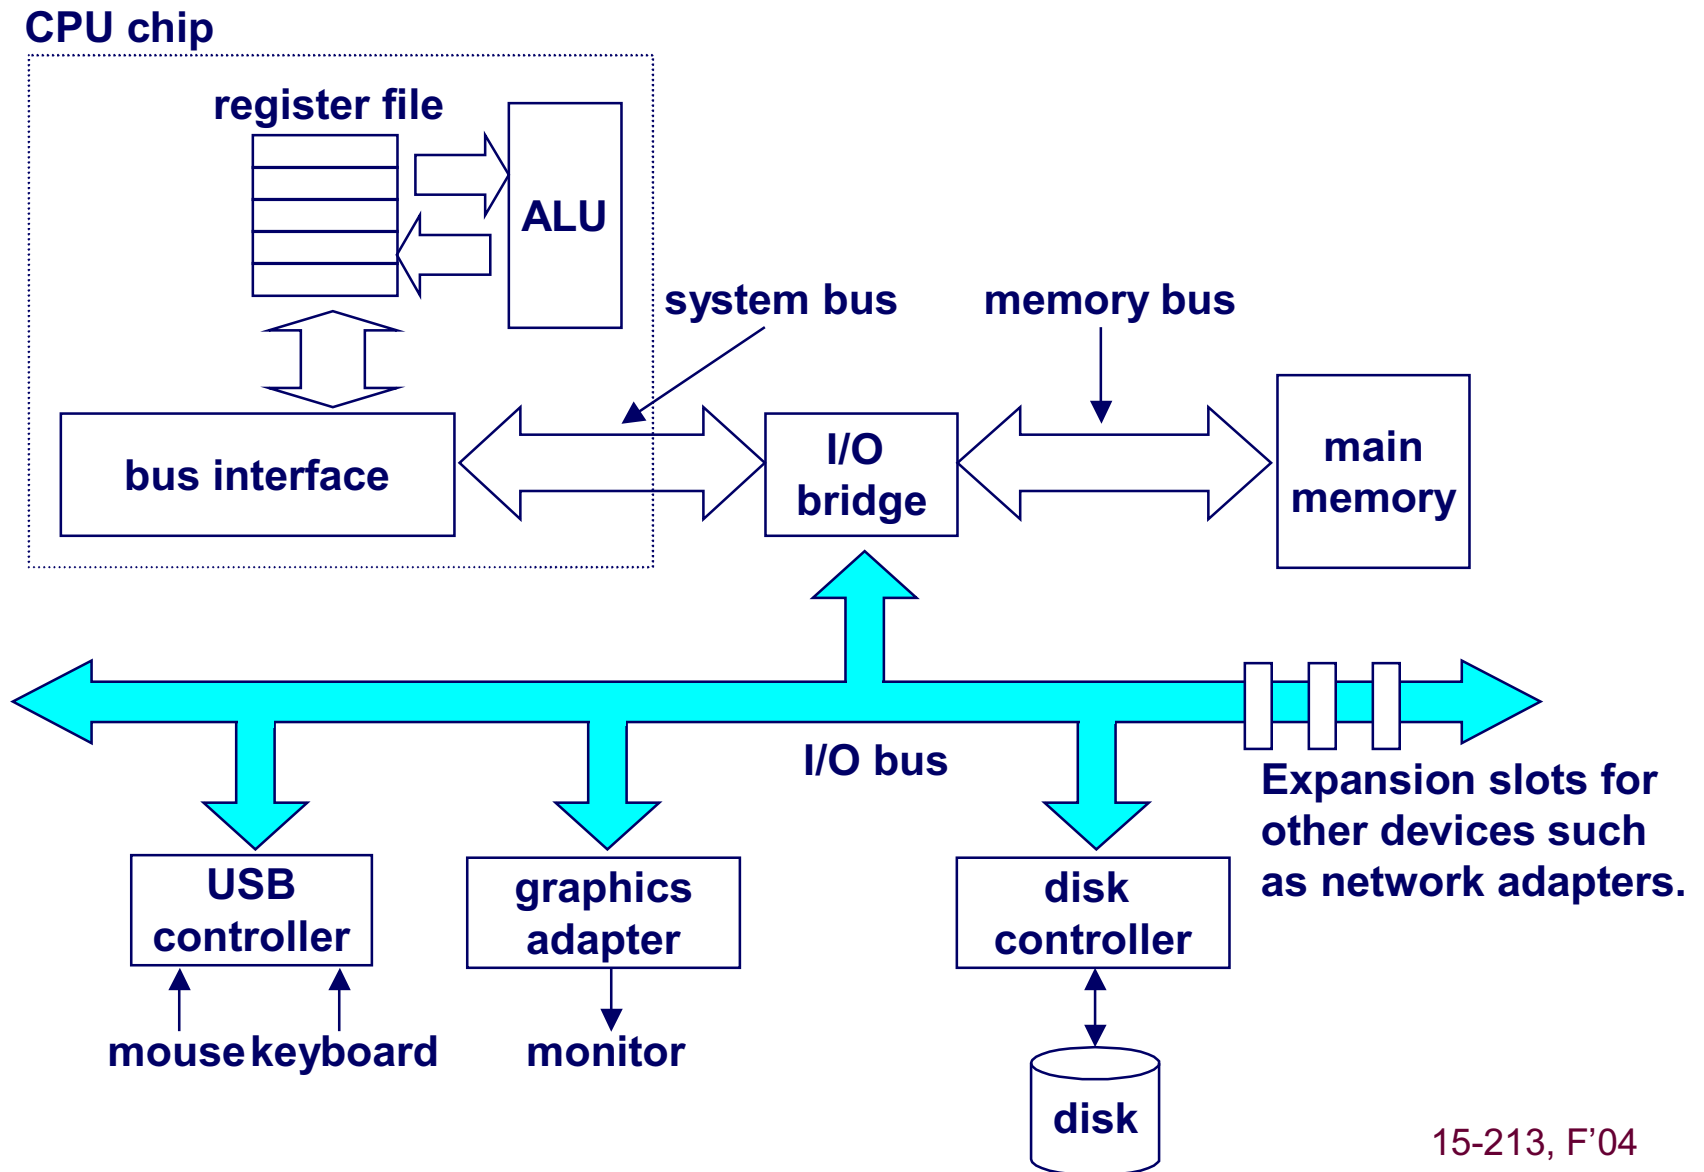 CPU chip
register file
ALU
system bus
memory bus
bus interface
I/O
bridge
main
memory
I/O bus
Expansion slots for
other devices such
as network adapters.
USB
controller
graphics
adapter
disk
controller
mouse
keyboard
monitor
disk
15-213, F’04